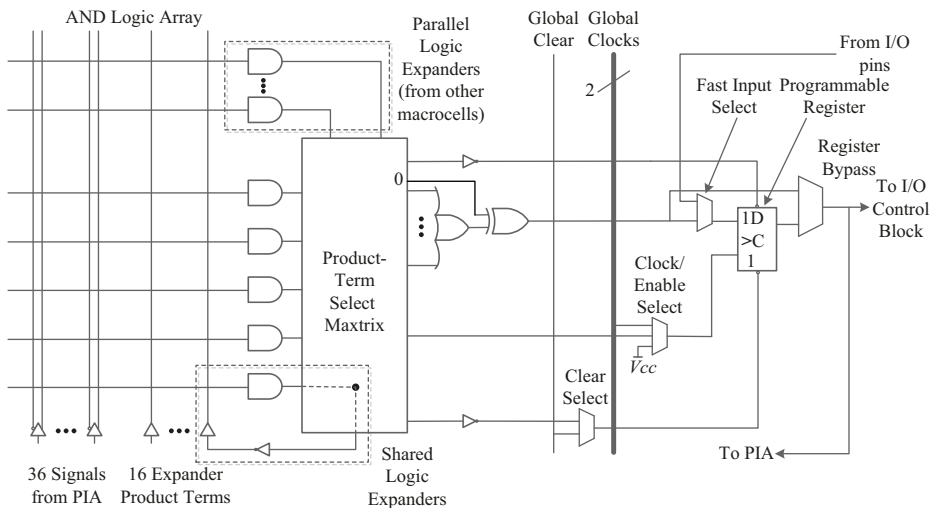 AND Logic Array
Parallel
Logic
Expanders
(from other
macrocells)
Global
Clear
Global
Clocks
2
From I/O
pins
Fast Input
Select
Programmable
Register
Register
Bypass
To I/O
Control
Block
0
1D
>C
1
Product-
Term
Select
Maxtrix
Clock/
Enable
Select
Vcc
Clear
Select
To PIA
36 Signals
from PIA
16 Expander
Product Terms
Shared
Logic
Expanders